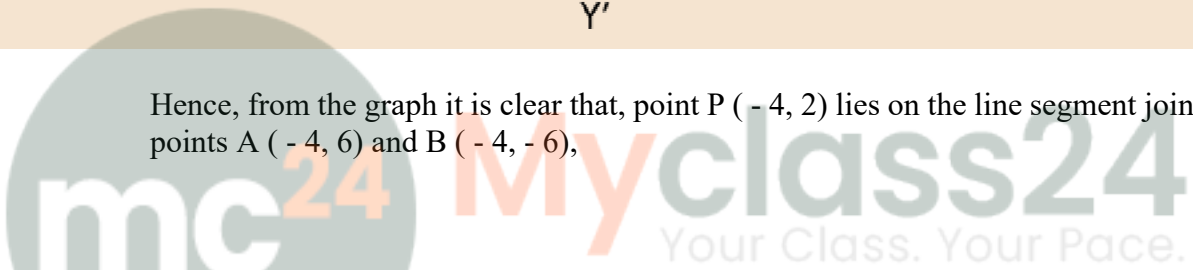 Y′
Hence, from the graph it is clear that, point P ( - 4, 2) lies on the line segment join
points A ( - 4, 6) and B ( - 4, - 6),
mc24 Myclass24
Your Class. Your Pace.